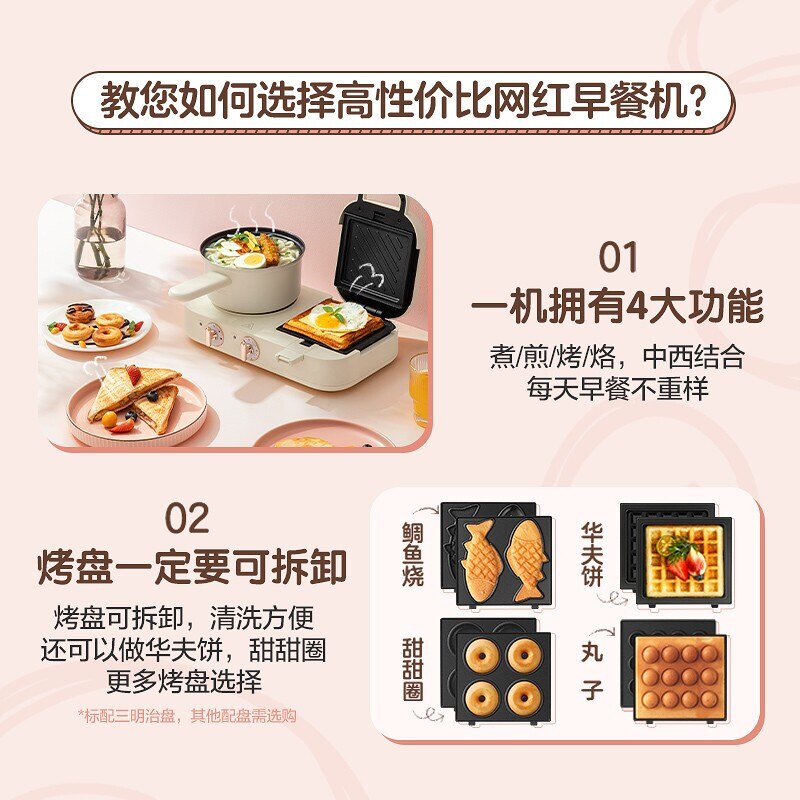 教您如何选择高性价比网红早餐机?
01
一机拥有4大功能
煮/煎/烤/烙，中西结合
每天早餐不重样
02
烤盘一定要可拆卸
烤盘可拆卸，清洗方便
还可以做华夫饼，甜甜圈
更多烤盘选择
*标配三明治盘，其他配盘需选购
鲷鱼烧
华夫饼
甜甜圈
丸子